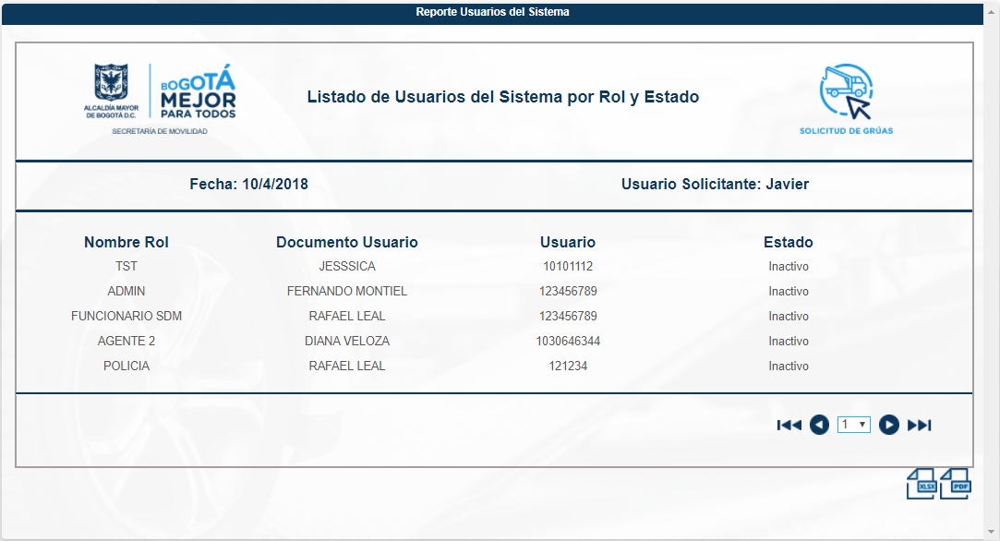 Reporte Usuarios del Sistema
ALCALDÍA MAYOR
DE BOGOTÁ D.C.
BOGOTÁ
MEJOR
PARA TODOS
SECRETARÍA DE MOVILIDAD
Listado de Usuarios del Sistema por Rol y Estado
SOLICITUD DE GRÚAS
Fecha: 10/4/2018 Usuario Solicitante: Javier
Nombre Rol Documento Usuario Usuario Estado
TST JESSSICA 10101112 Inactivo
ADMIN FERNANDO MONTIEL 123456789 Inactivo
FUNCIONARIO SDM RAFAEL LEAL 123456789 Inactivo
AGENTE 2 DIANA VELOZA 1030646344 Inactivo
POLICIA RAFAEL LEAL 121234 Inactivo
1
XLSX PDF